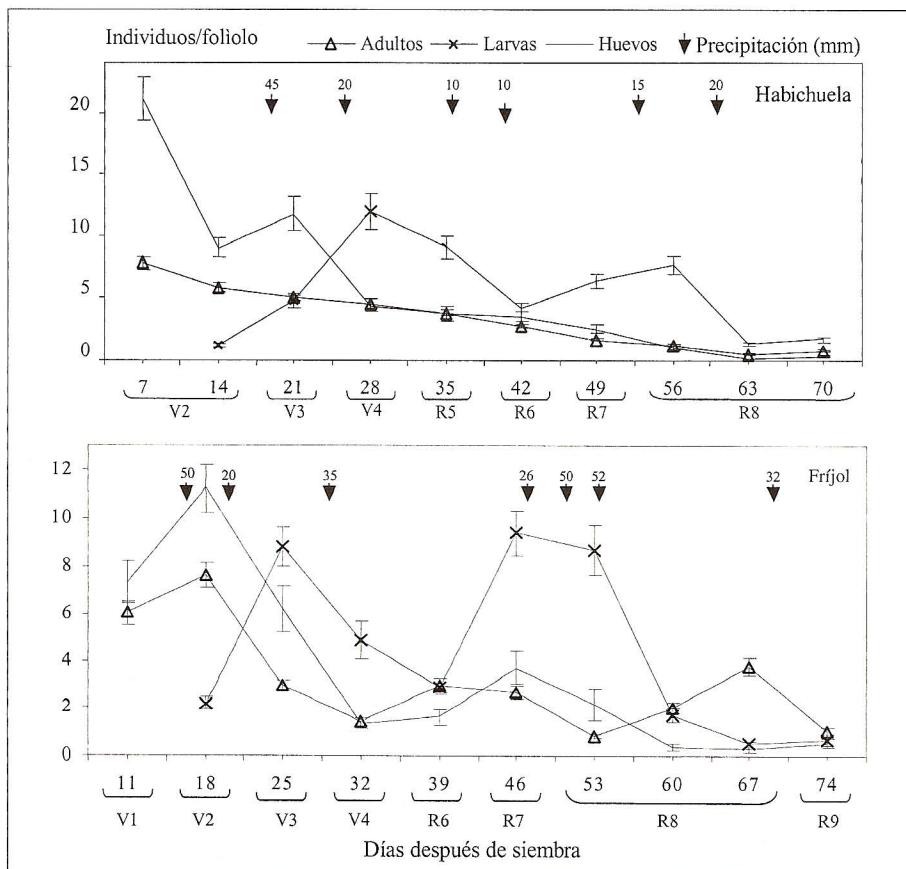 Individuos/folìolo Adultos Larvas Huevos Precipitación (mm)
45 20 10 10 15 20 Habichuela
20
15
10
5
0
7 14 21 28 35 42 49 56 63 70
V2 V3 V4 R5 R6 R7 R8
12
50 20 35 26 50 52 32 Fríjol
10
8
6
4
2
0
11 18 25 32 39 46 53 60 67 74
V1 V2 V3 V4 R6 R7 R8 R9
Días después de siembra